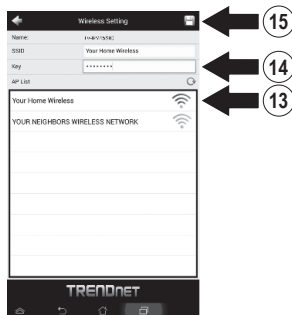 Wireless Setting
15
Name:
SSID Your Home Wireless
Key ********
14
AP List
13
Your Home Wireless
YOUR NEIGHBORS WIRELESS NETWORK
TRENDNET